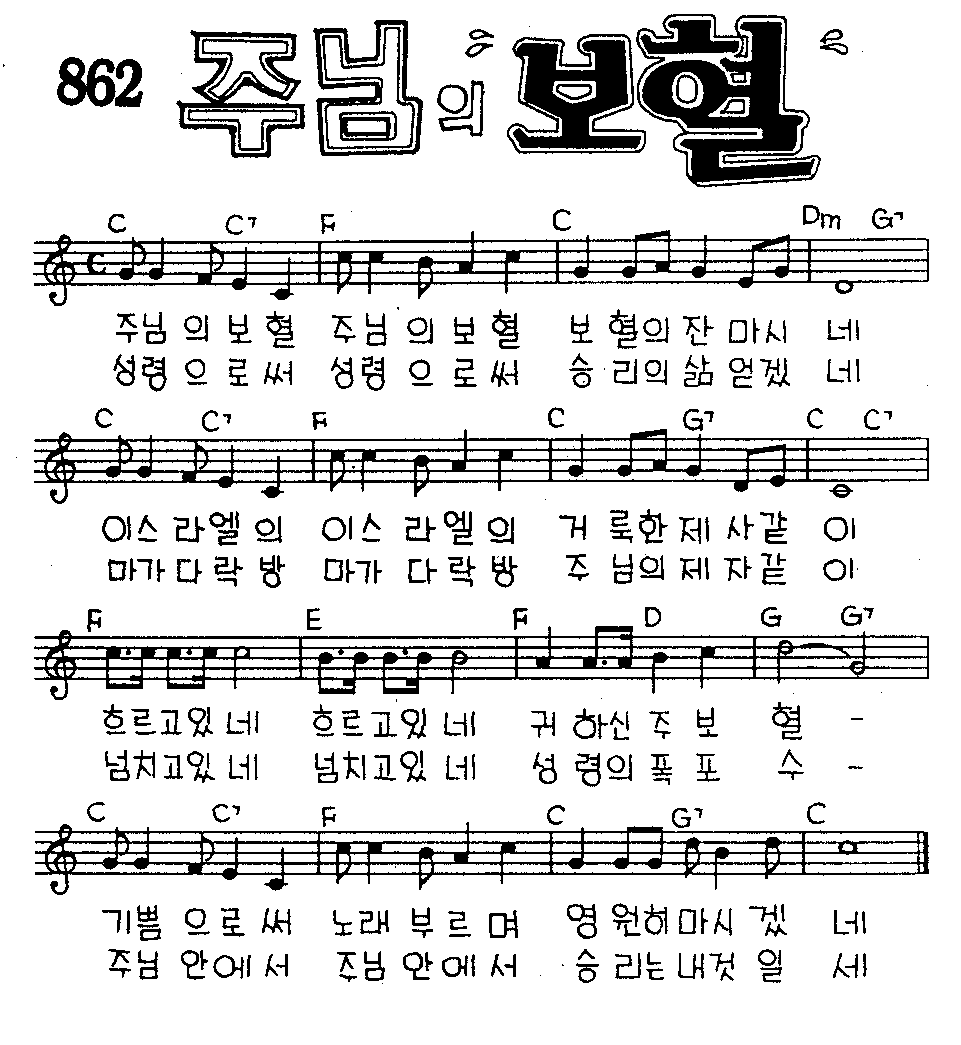 862 주님의 보혈
C C7 F C Dm G7
주님의보혈 주님의보혈 보혈의잔마시네
성령으로써 성령으로써 승리의삶얻겠네
C C7 F C G7 C C7
이스라엘의 이스라엘의 거룩한제사같이
마가다락방 마가다락방 주님의제자같이
F E F D G G7
흐르고있네 흐르고있네 귀하신주보혈-
넘치고있네 넘치고있네 성령의폭포수-
C C7 F C G7 C
기쁨으로써 노래부르며 영원히마시겠네
주님안에서 주님안에서 승리는내것일세